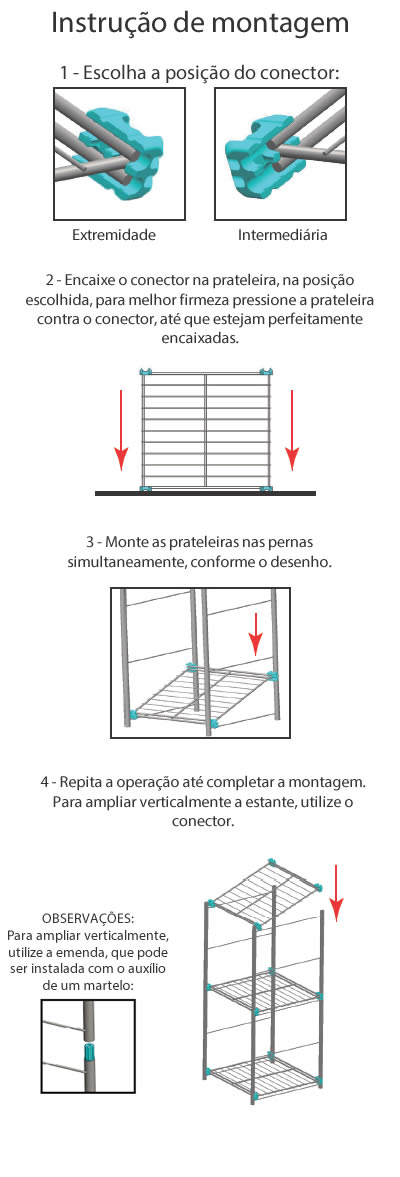 Instrução de montagem
1 - Escolha a posição do conector:
Extremidade
Intermediária
2 - Encaixe o conector na prateleira, na posição
escolhida, para melhor firmeza pressione a prateleira
contra o conector, até que estejam perfeitamente
encaixadas.
3 - Monte as prateleiras nas pernas
simultaneamente, conforme o desenho.
4 - Repita a operação até completar a montagem.
Para ampliar verticalmente a estante, utilize o
conector.
OBSERVAÇÕES:
Para ampliar verticalmente,
utilize a emenda, que pode
ser instalada com o auxílio
de um martelo: